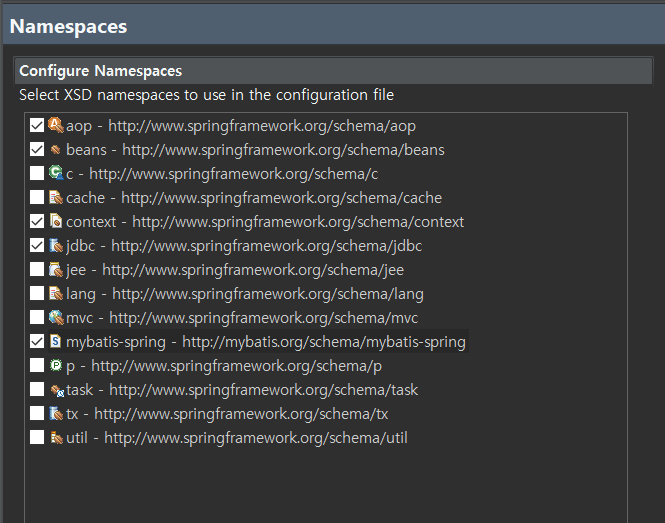 Namespaces
Configure Namespaces
Select XSD namespaces to use in the configuration file
aop - http://www.springframework.org/schema/aop
beans - http://www.springframework.org/schema/beans
c - http://www.springframework.org/schema/c
cache - http://www.springframework.org/schema/cache
context - http://www.springframework.org/schema/context
jdbc - http://www.springframework.org/schema/jdbc
jee - http://www.springframework.org/schema/jee
lang - http://www.springframework.org/schema/lang
mvc - http://www.springframework.org/schema/mvc
mybatis-spring - http://mybatis.org/schema/mybatis-spring
p - http://www.springframework.org/schema/p
task - http://www.springframework.org/schema/task
tx - http://www.springframework.org/schema/tx
util - http://www.springframework.org/schema/util